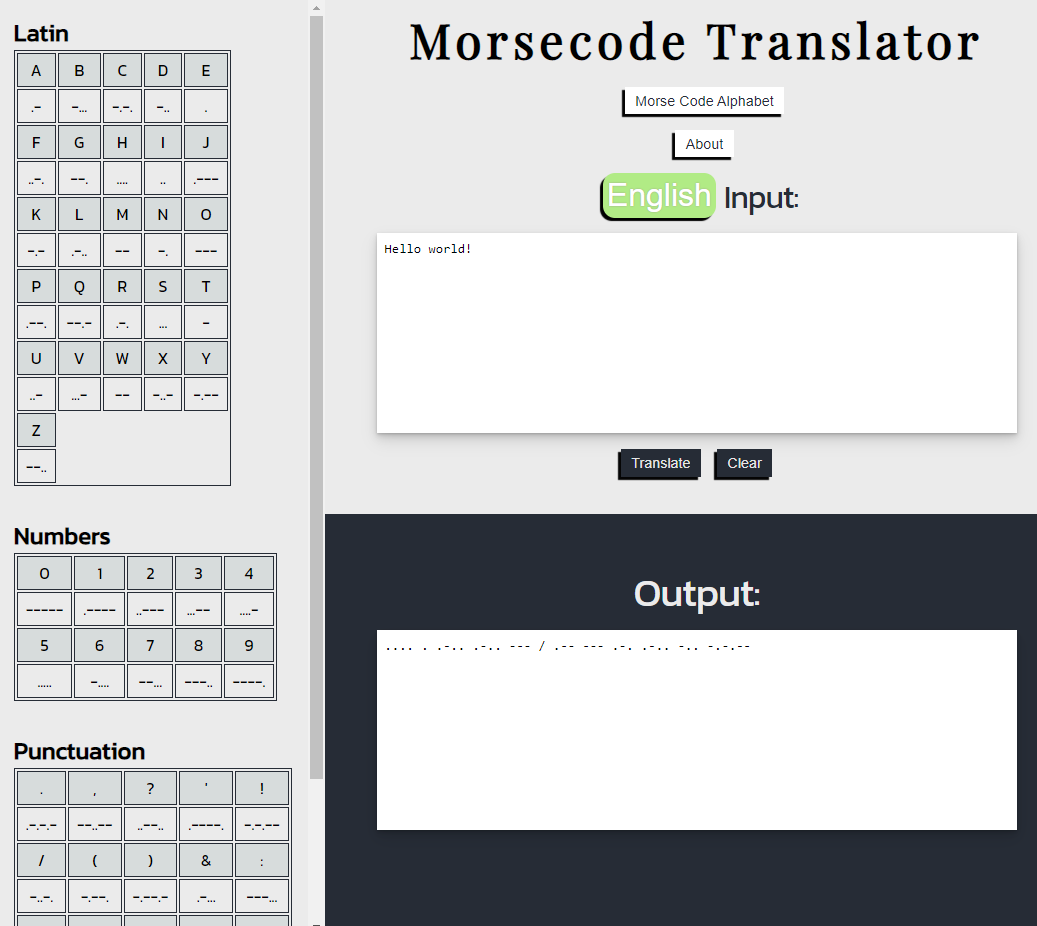 Latin
A B C D E
.- -... -.-. -.. .
F G H I J
..-. --. .... .. .---
K L M N O
-.- .-.. -- -. ---
P Q R S T
.--. --.- .-. ... -
U V W X Y
..- ...- -- -..- -.--
Z
--..
Numbers
0 1 2 3 4
----- .---- ..--- ...-- ....-
5 6 7 8 9
..... -.... --... ---.. ----.
Punctuation
. , ? ' !
.-.-.- --..-- ..--.. .----. -.-.--
/ ( ) & :
-..-. -.--. -.--.- .-... ---...
Morsecode Translator
Morse Code Alphabet
About
English Input:
Hello world!
Translate Clear
Output:
.... . .-.. .-.. --- / .-- --- .-. .-.. -.. -.-.--